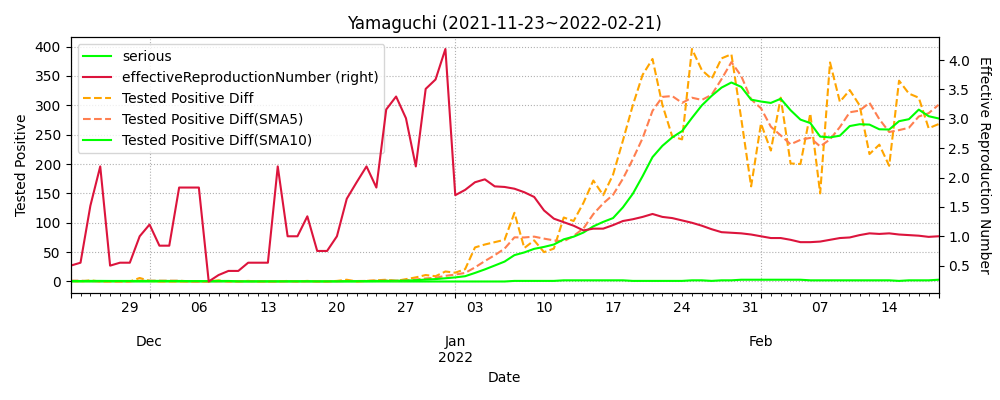 Yamaguchi (2021-11-23~2022-02-21)
serious
effectiveReproductionNumber (right)
Tested Positive Diff
Tested Positive Diff(SMA5)
Tested Positive Diff(SMA10)
Tested Positive
400
350
300
250
200
150
100
50
0
4.0
3.5
3.0
2.5
2.0
1.5
1.0
0.5
Effective Reproduction Number
29 06 13 20 27 03 10 17 24 31 07 14
Dec Jan Feb
2022
Date